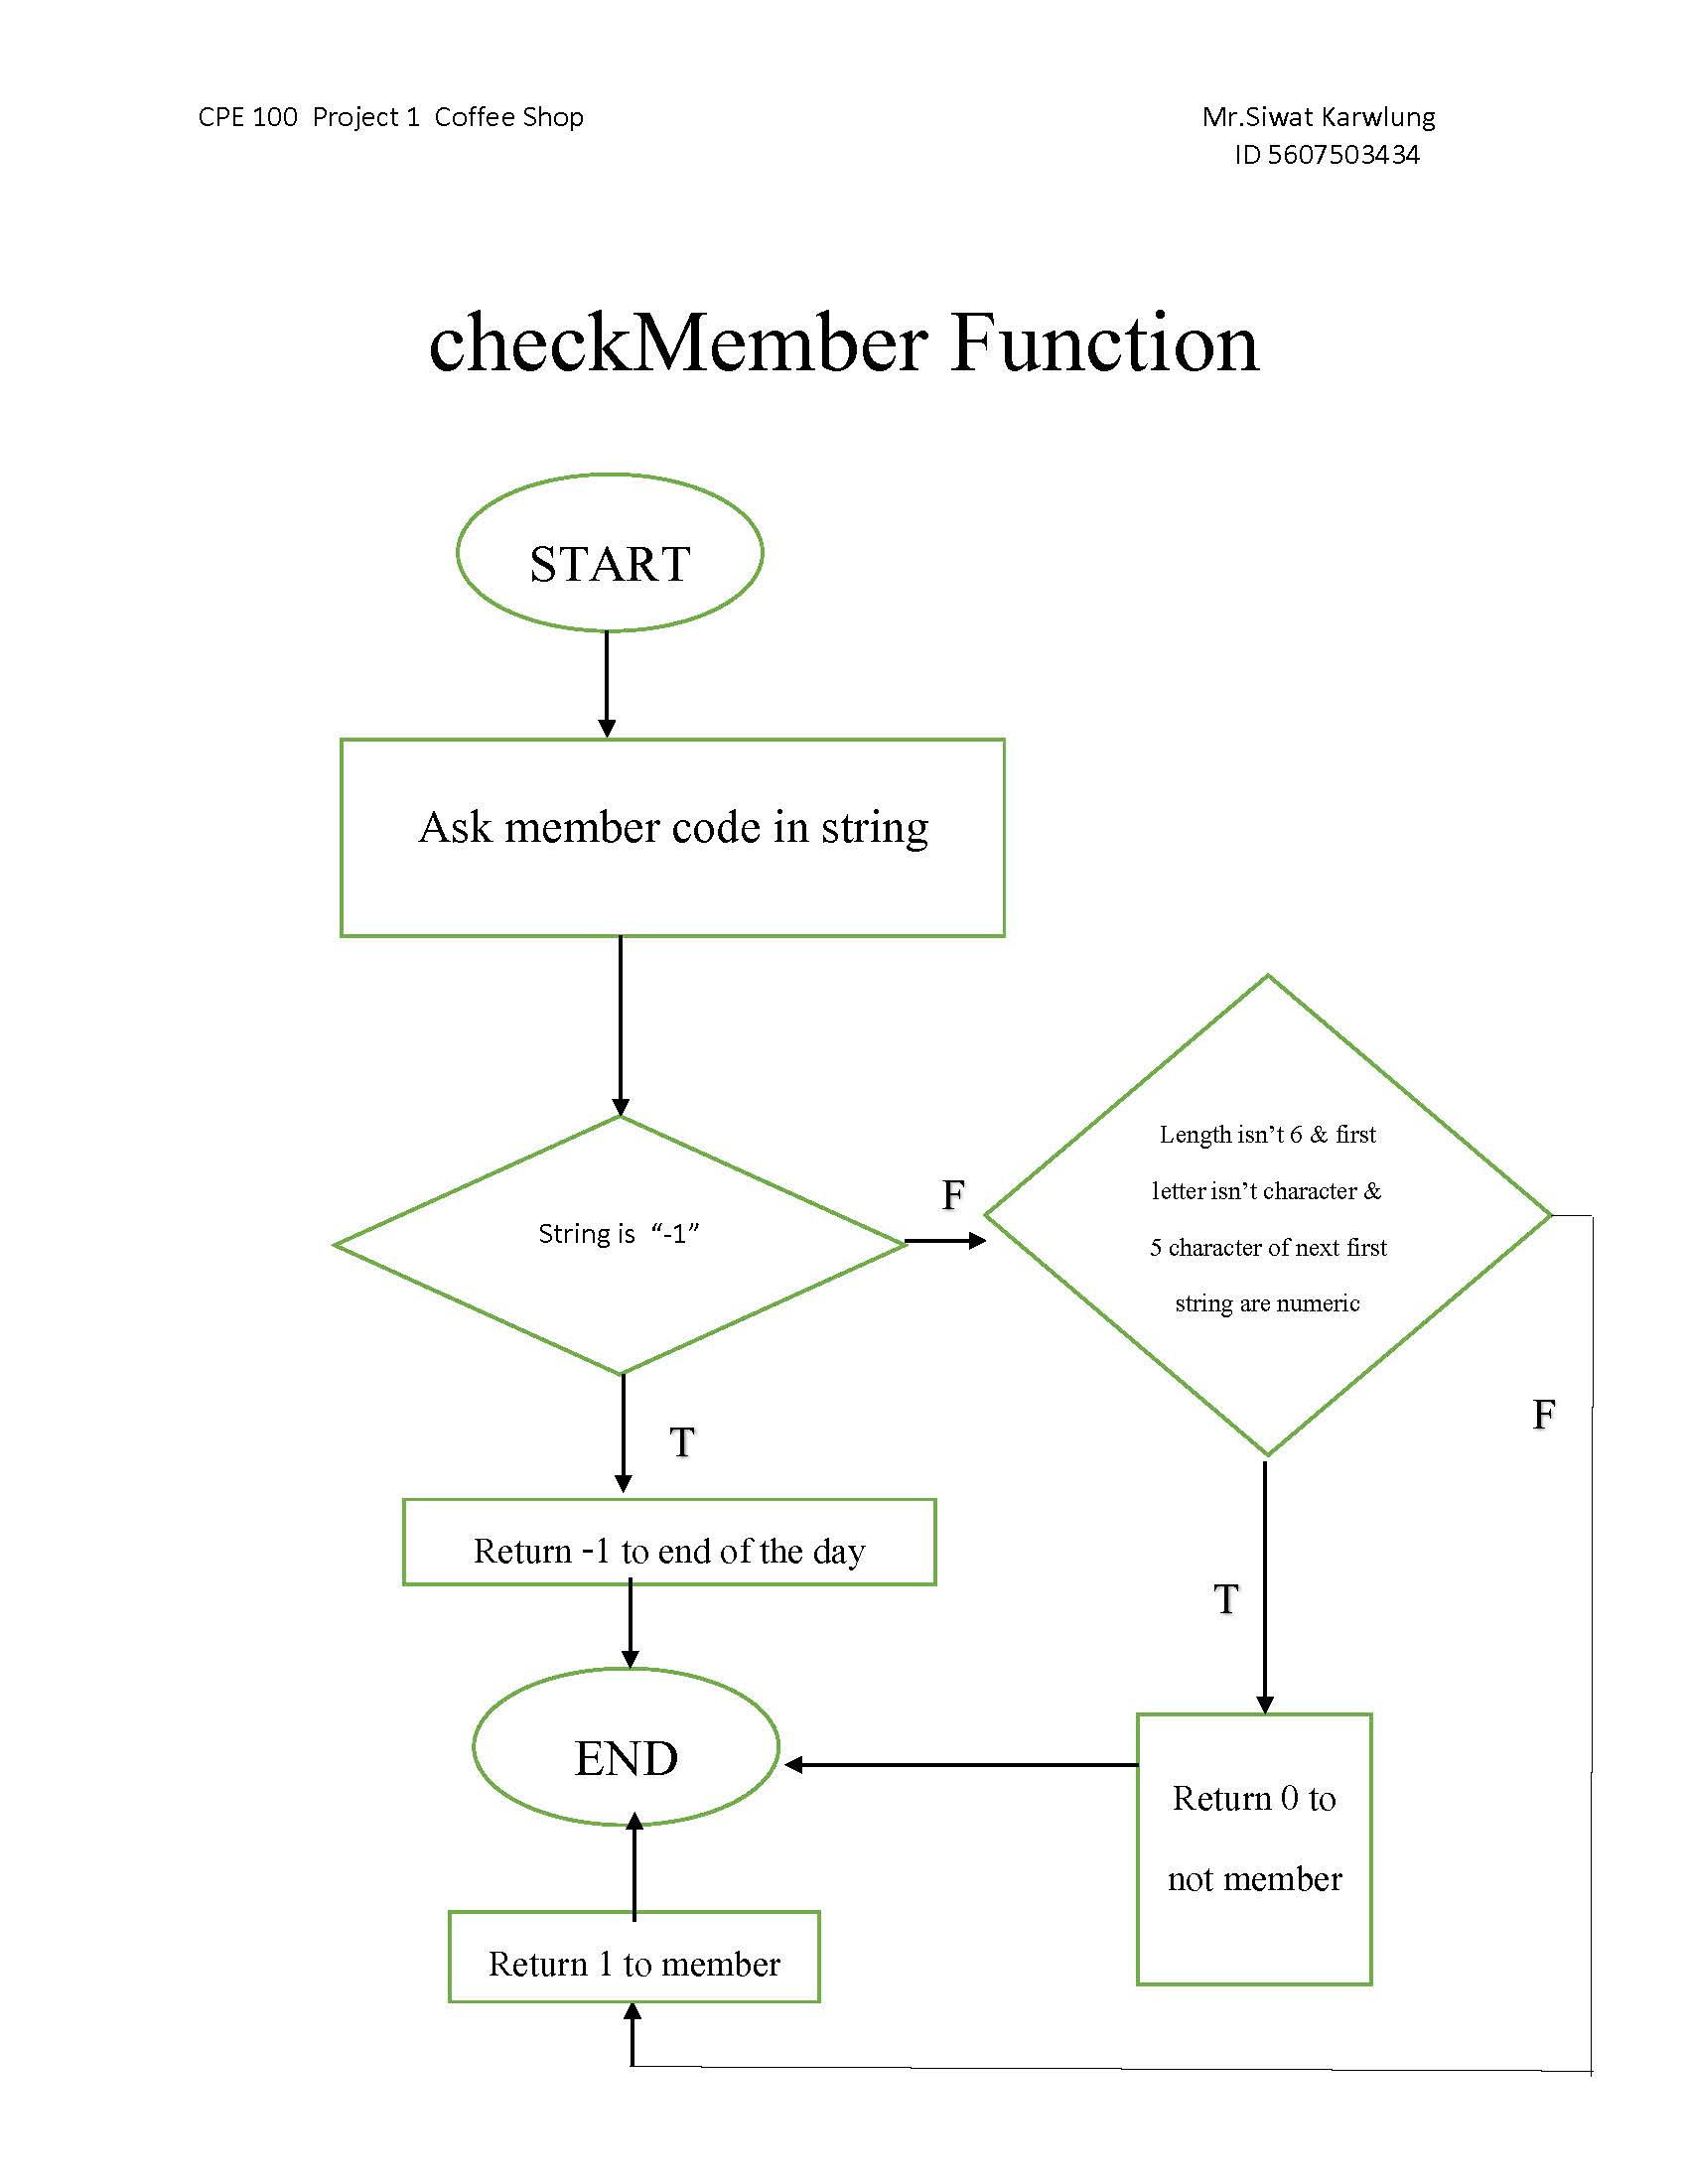 CPE 100  Project 1  Coffee Shop
Mr.Siwat Karwlung
ID 5607503434
checkMember Function
START
Ask member code in string
String is  “-1”
F
Length isn’t 6 & first
letter isn’t character &
5 character of next first
string are numeric
F
T
Return -1 to end of the day
T
END
Return 0 to
not member
Return 1 to member